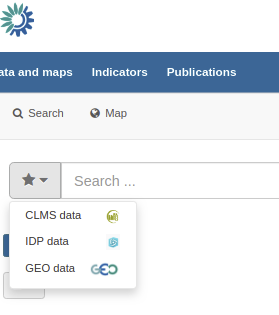 ata and maps Indicators Publications
Search Map
Search ...
CLMS data
IDP data
GEO data GEO